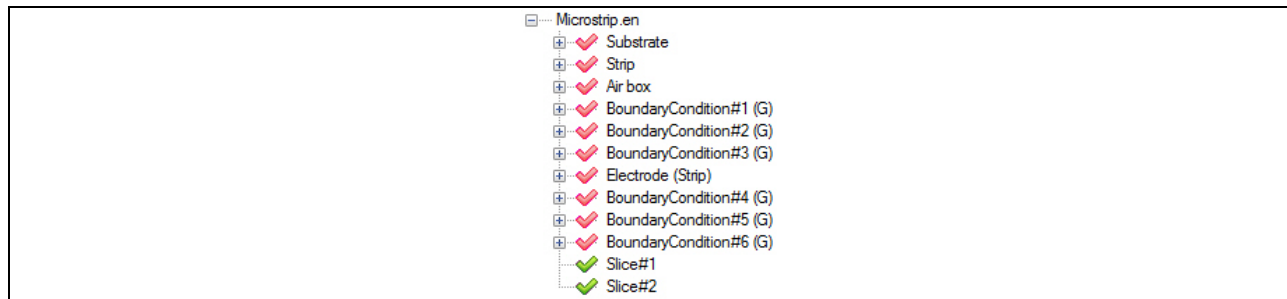 Microstrip.en
Substrate
Strip
Air box
BoundaryCondition#1 (G)
BoundaryCondition#2 (G)
BoundaryCondition#3 (G)
Electrode (Strip)
BoundaryCondition#4 (G)
BoundaryCondition#5 (G)
BoundaryCondition#6 (G)
Slice#1
Slice#2